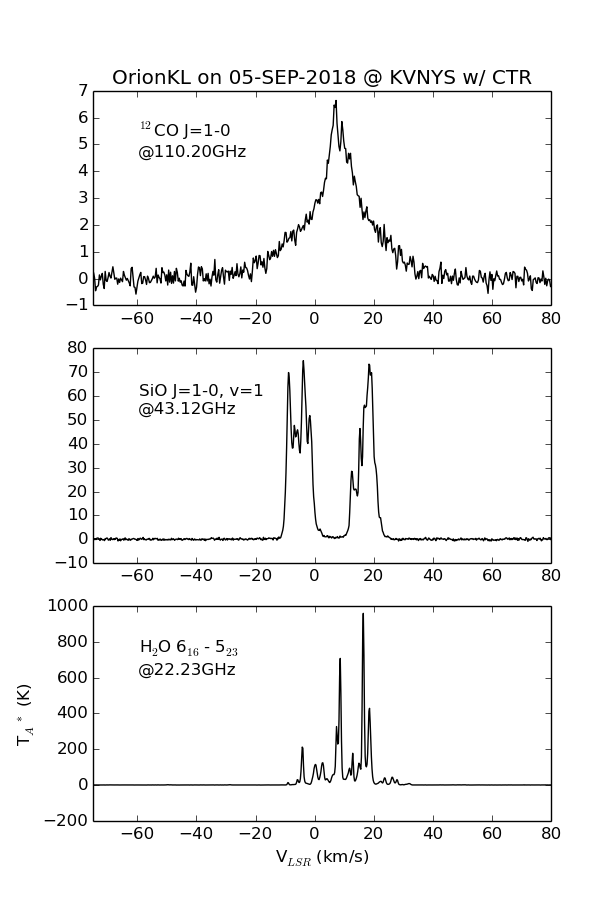 OrionKL on 05-SEP-2018 @ KVNYS w/ CTR
7
6
5
4
3
2
1
0
−1
¹²CO J=1-0
@110.20GHz
−60 −40 −20 0 20 40 60 80
80
70
60
50
40
30
20
10
0
−10
SiO J=1-0, v=1
@43.12GHz
−60 −40 −20 0 20 40 60 80
1000
800
600
400
200
0
−200
H₂O 6₁₆ - 5₂₃
@22.23GHz
T_A * (K)
−60 −40 −20 0 20 40 60 80
V_LSR (km/s)